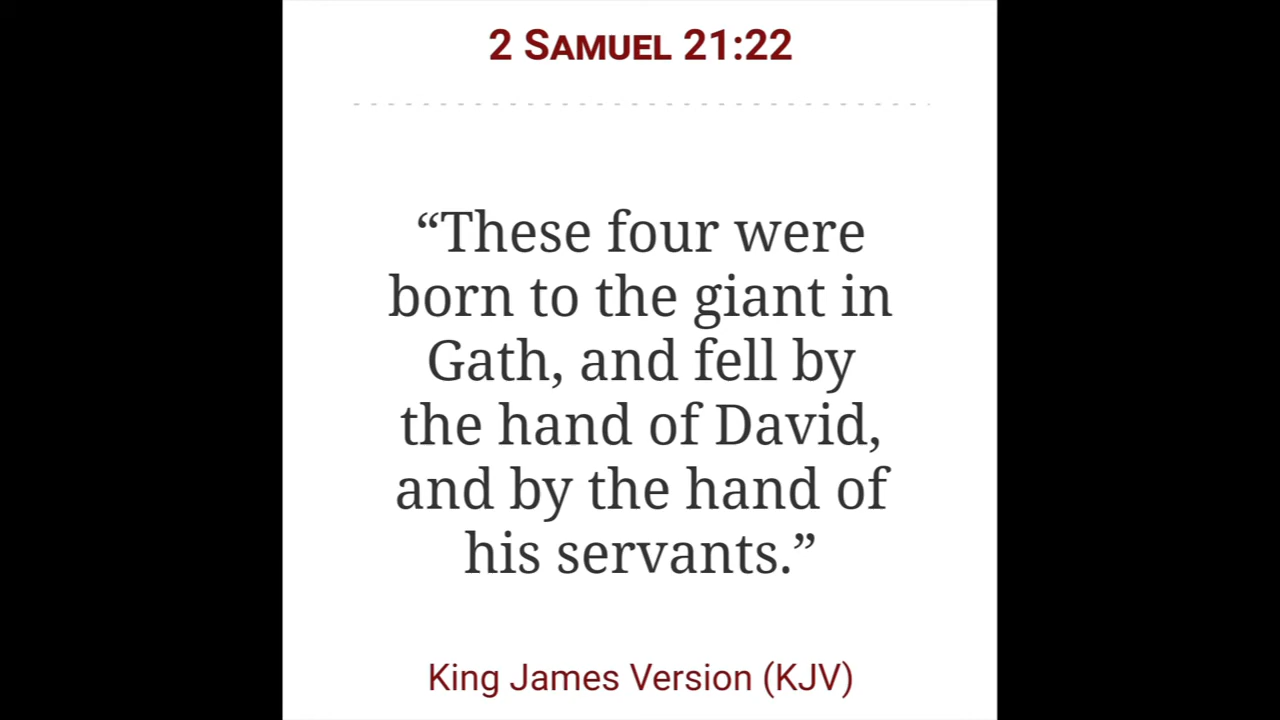 2 SAMUEL 21:22
“These four were
born to the giant in
Gath, and fell by
the hand of David,
and by the hand of
his servants.”
King James Version (KJV)